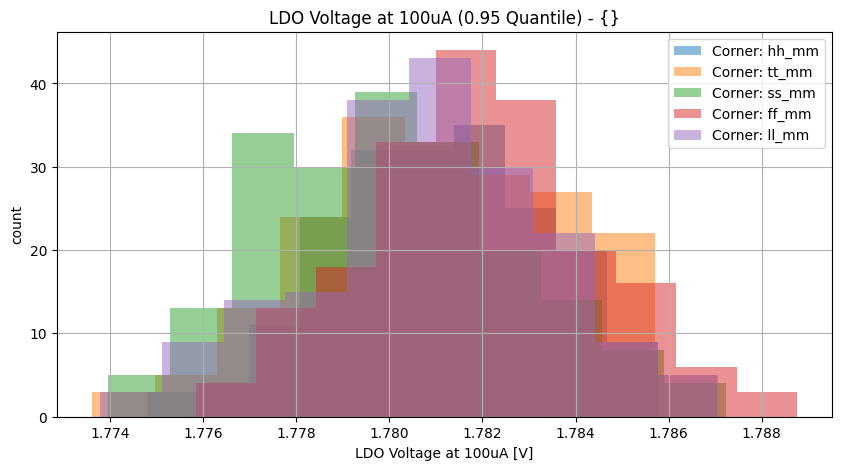 LDO Voltage at 100uA (0.95 Quantile) - {}
Corner: hh_mm
Corner: tt_mm
Corner: ss_mm
Corner: ff_mm
Corner: ll_mm
count
40
30
20
10
0
1.774 1.776 1.778 1.780 1.782 1.784 1.786 1.788
LDO Voltage at 100uA [V]